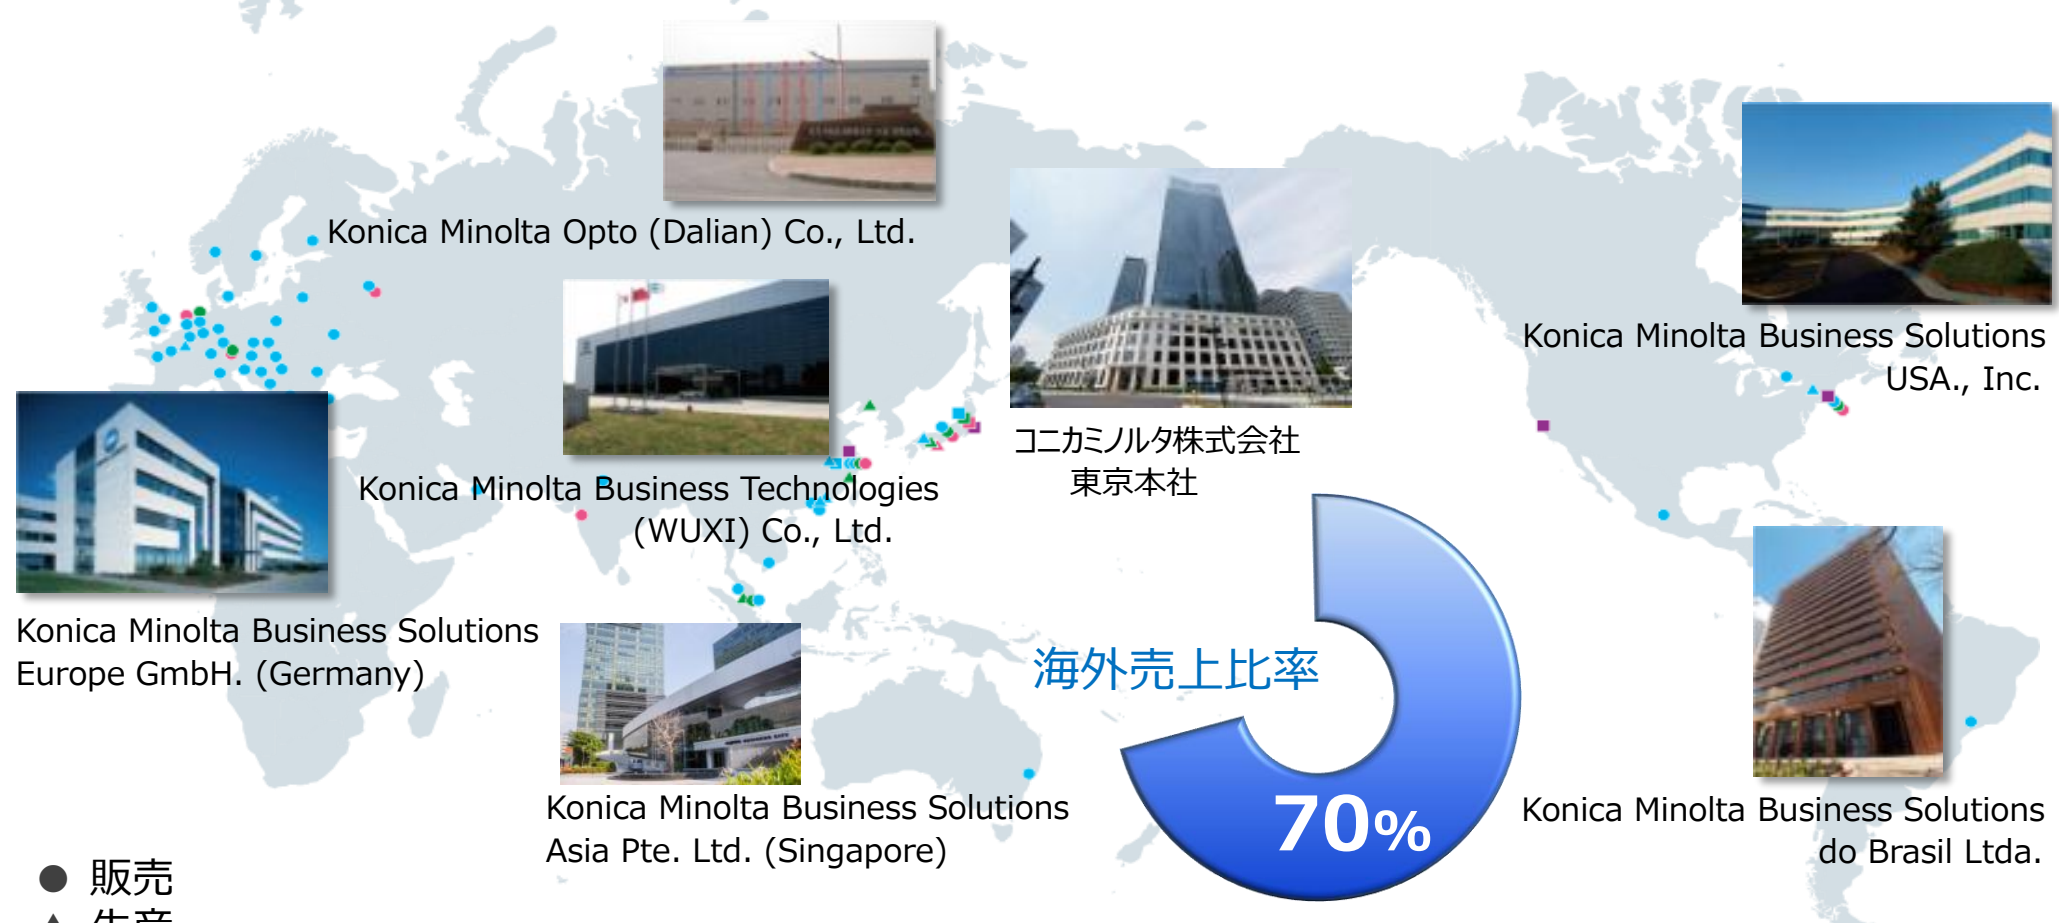 Konica Minolta Opto (Dalian) Co., Ltd.
Konica Minolta Business Technologies
(WUXI) Co., Ltd.
コニカミノルタ株式会社
東京本社
Konica Minolta Business Solutions
USA., Inc.
Konica Minolta Business Solutions
Europe GmbH. (Germany)
Konica Minolta Business Solutions
Asia Pte. Ltd. (Singapore)
海外売上比率
70%
Konica Minolta Business Solutions
do Brasil Ltda.
● 販売
▲ 生産